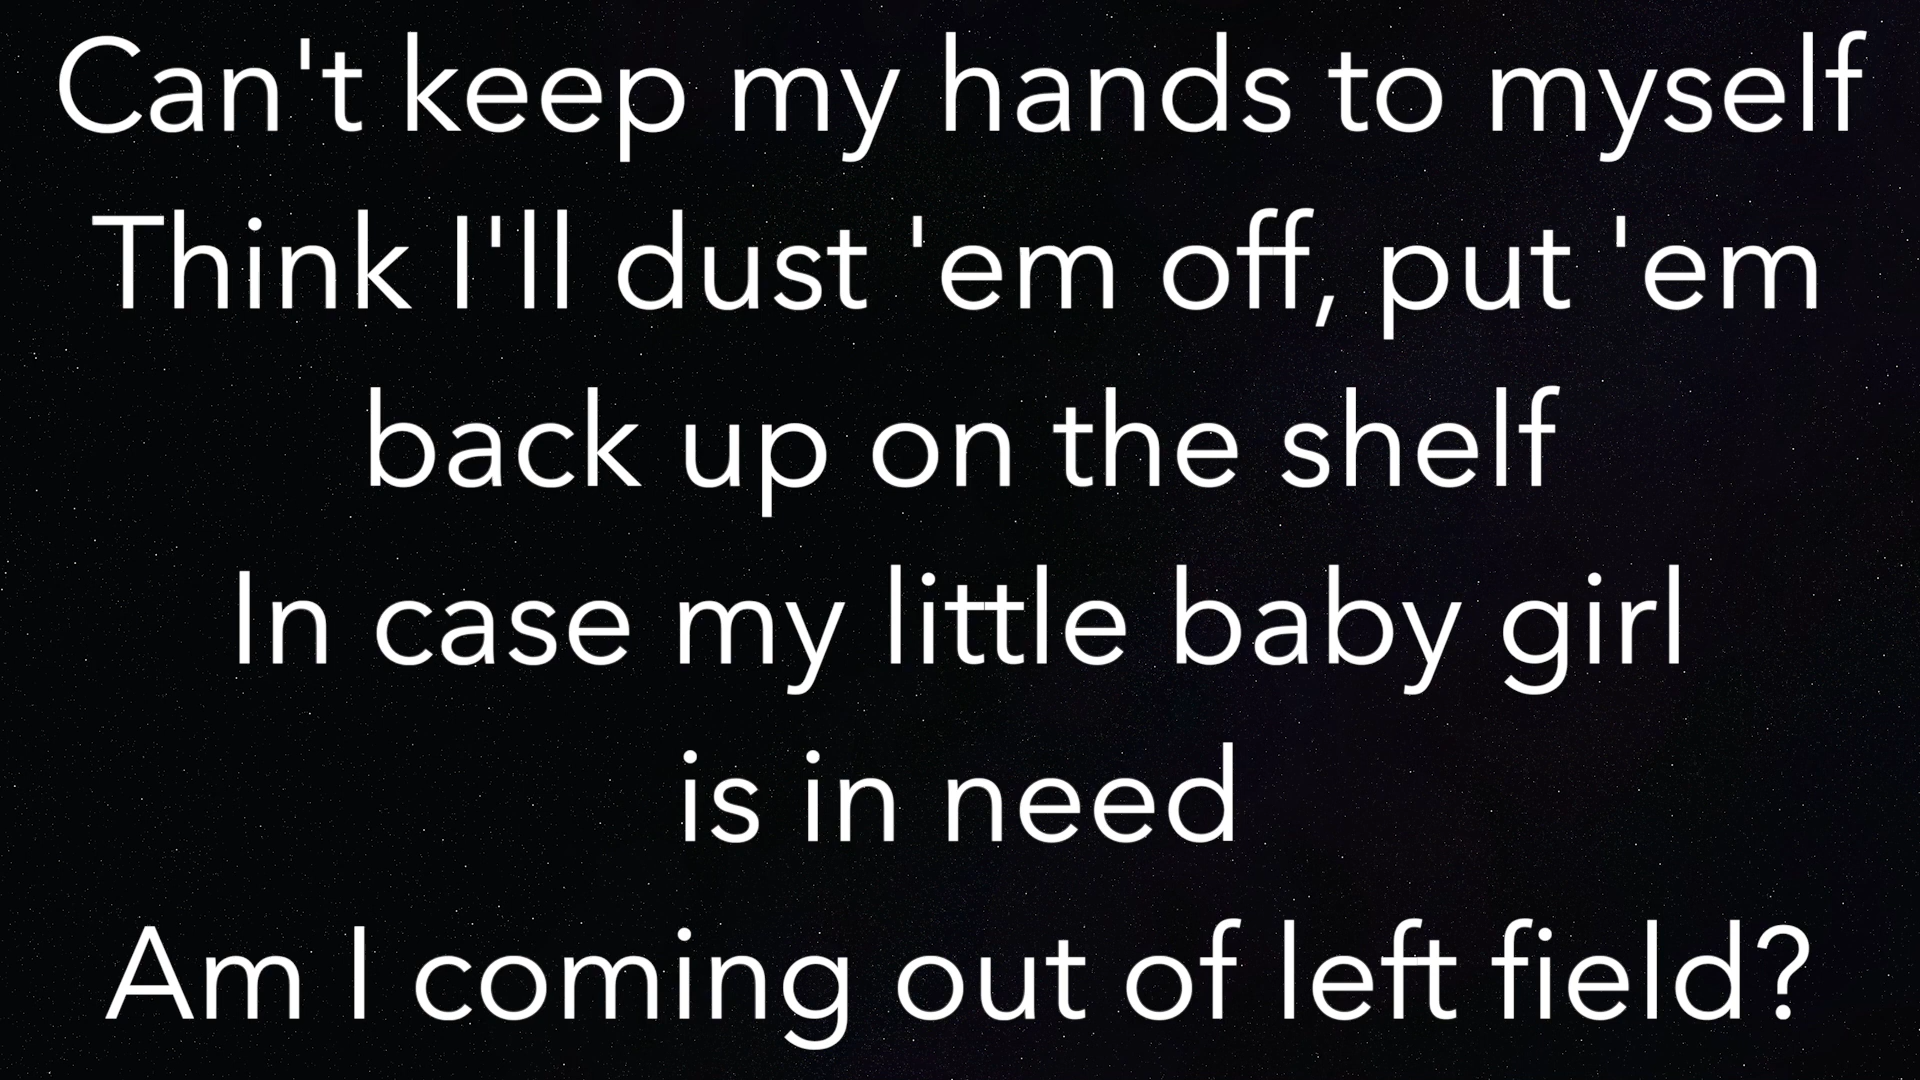 Can't keep my hands to myself
Think I'll dust 'em off, put 'em
back up on the shelf
In case my little baby girl
is in need
Am I coming out of left field?